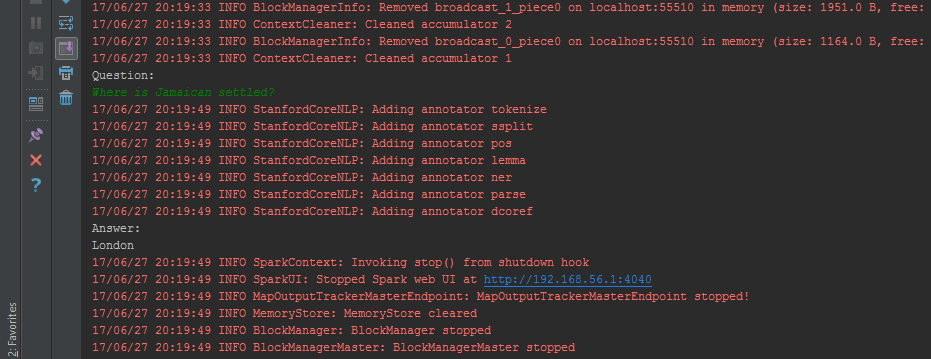 17/06/27 20:19:33 INFO BlockManagerInfo: Removed broadcast_1_piece0 on localhost:55510 in memory (size: 1951.0 B, free:
17/06/27 20:19:33 INFO ContextCleaner: Cleaned accumulator 2
17/06/27 20:19:33 INFO BlockManagerInfo: Removed broadcast_0_piece0 on localhost:55510 in memory (size: 1164.0 B, free:
17/06/27 20:19:33 INFO ContextCleaner: Cleaned accumulator 1
Question:
Where is Jamaican settled?
17/06/27 20:19:49 INFO StanfordCoreNLP: Adding annotator tokenize
17/06/27 20:19:49 INFO StanfordCoreNLP: Adding annotator ssplit
17/06/27 20:19:49 INFO StanfordCoreNLP: Adding annotator pos
17/06/27 20:19:49 INFO StanfordCoreNLP: Adding annotator lemma
17/06/27 20:19:49 INFO StanfordCoreNLP: Adding annotator ner
17/06/27 20:19:49 INFO StanfordCoreNLP: Adding annotator parse
17/06/27 20:19:49 INFO StanfordCoreNLP: Adding annotator dcoref
Answer:
London
17/06/27 20:19:49 INFO SparkContext: Invoking stop() from shutdown hook
17/06/27 20:19:49 INFO SparkUI: Stopped Spark web UI at http://192.168.56.1:4040
17/06/27 20:19:49 INFO MapOutputTrackerMasterEndpoint: MapOutputTrackerMasterEndpoint stopped!
17/06/27 20:19:49 INFO MemoryStore: MemoryStore cleared
17/06/27 20:19:49 INFO BlockManager: BlockManager stopped
17/06/27 20:19:49 INFO BlockManagerMaster: BlockManagerMaster stopped
2: Favorites